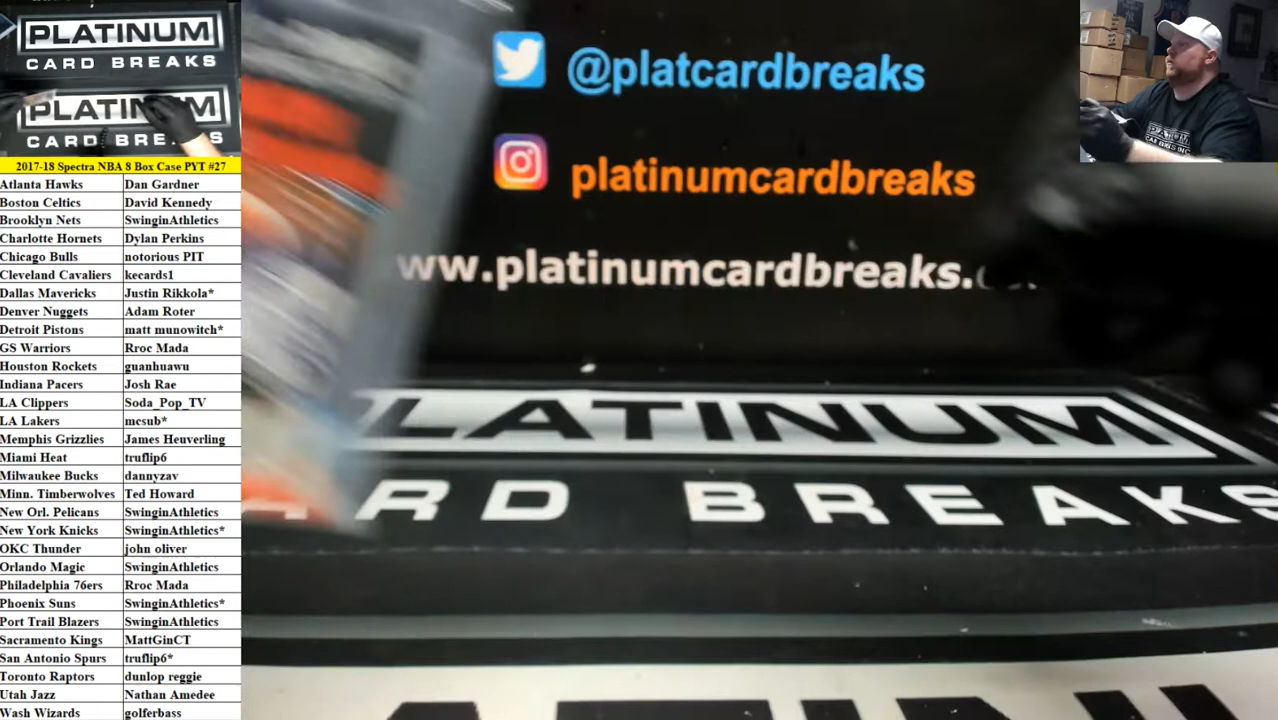 PLATINUM
CARD BREAKS
PLATINUM
CARD BREA
2017-18 Spectra NBA 8 Box Case PYT #27
Atlanta Hawks Dan Gardner
Boston Celtics David Kennedy
Brooklyn Nets SwinginAthletics
Charlotte Hornets Dylan Perkins
Chicago Bulls notorious PIT
Cleveland Cavaliers kecards1
Dallas Mavericks Justin Rikkola*
Denver Nuggets Adam Roter
Detroit Pistons matt munowitch*
GS Warriors Rroc Mada
Houston Rockets guanhuawu
Indiana Pacers Josh Rae
LA Clippers Soda_Pop_TV
LA Lakers mcsub*
Memphis Grizzlies James Heuverling
Miami Heat truflip6
Milwaukee Bucks dannyzav
Minn. Timberwolves Ted Howard
New Orl. Pelicans SwinginAthletics
New York Knicks SwinginAthletics*
OKC Thunder john oliver
Orlando Magic SwinginAthletics
Philadelphia 76ers Rroc Mada
Phoenix Suns SwinginAthletics*
Port Trail Blazers SwinginAthletics
Sacramento Kings MattGinCT
San Antonio Spurs truflip6*
Toronto Raptors dunlop reggie
Utah Jazz Nathan Amedee
Wash Wizards golferbass
@platcardbreaks
platinumcardbreaks
ww.platinumcardbreaks.
LATINUM
ARD BREAKS